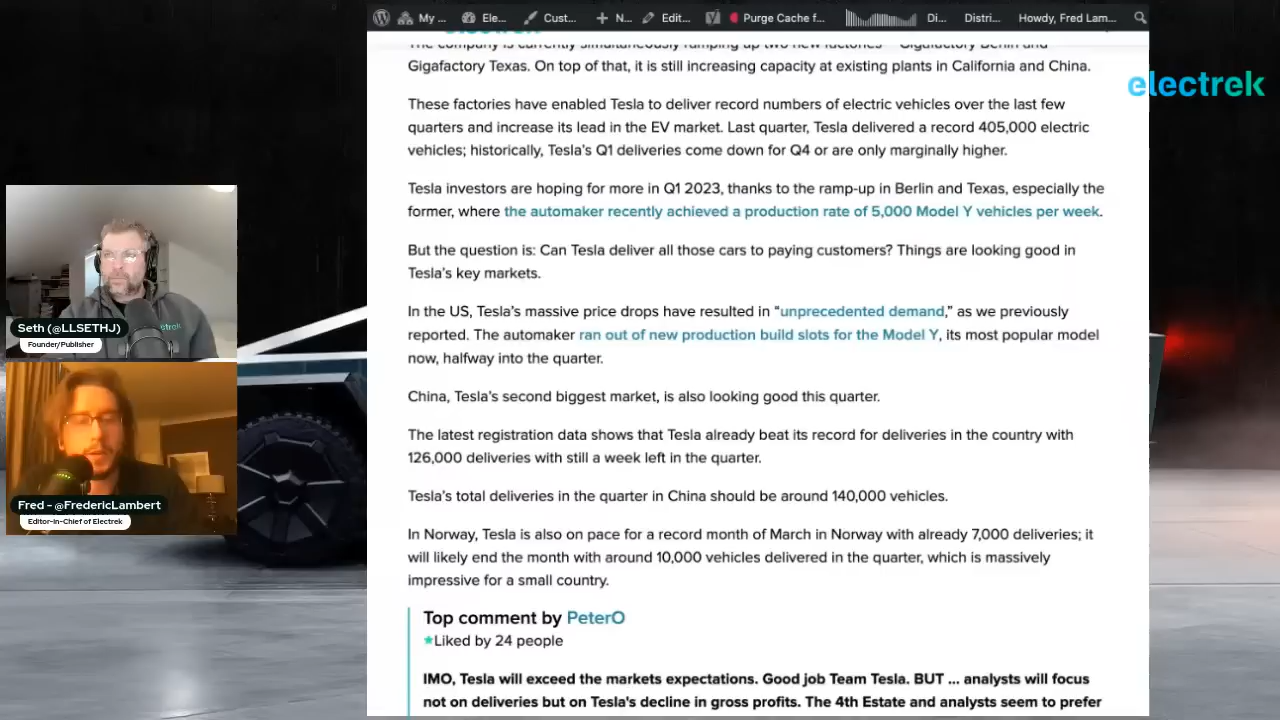 My ...
Ele...
Cust...
N...
Edit...
Purge Cache f...
Di...
Distri...
Howdy, Fred Lam...
electrek
The company is currently simultaneously ramping up two new factories – Gigafactory Berlin and
Gigafactory Texas. On top of that, it is still increasing capacity at existing plants in California and China.
These factories have enabled Tesla to deliver record numbers of electric vehicles over the last few
quarters and increase its lead in the EV market. Last quarter, Tesla delivered a record 405,000 electric
vehicles; historically, Tesla's Q1 deliveries come down for Q4 or are only marginally higher.
Tesla investors are hoping for more in Q1 2023, thanks to the ramp-up in Berlin and Texas, especially the
former, where the automaker recently achieved a production rate of 5,000 Model Y vehicles per week.
But the question is: Can Tesla deliver all those cars to paying customers? Things are looking good in
Tesla's key markets.
In the US, Tesla's massive price drops have resulted in "unprecedented demand," as we previously
reported. The automaker ran out of new production build slots for the Model Y, its most popular model
now, halfway into the quarter.
China, Tesla's second biggest market, is also looking good this quarter.
The latest registration data shows that Tesla already beat its record for deliveries in the country with
126,000 deliveries with still a week left in the quarter.
Tesla's total deliveries in the quarter in China should be around 140,000 vehicles.
In Norway, Tesla is also on pace for a record month of March in Norway with already 7,000 deliveries; it
will likely end the month with around 10,000 vehicles delivered in the quarter, which is massively
impressive for a small country.
Top comment by PeterO
Liked by 24 people
IMO, Tesla will exceed the markets expectations. Good job Team Tesla. BUT ... analysts will focus
not on deliveries but on Tesla's decline in gross profits. The 4th Estate and analysts seem to prefer
electrek
Seth (@LLSETHJ)
Founder/Publisher
Fred - @FredericLambert
Editor-in-Chief of Electrek